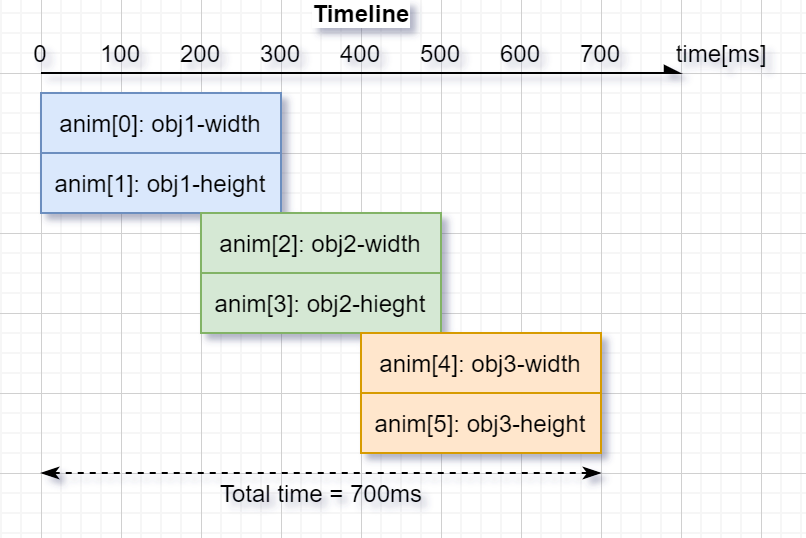 Timeline
0 100 200 300 400 500 600 700 time[ms]
anim[0]: obj1-width
anim[1]: obj1-height
anim[2]: obj2-width
anim[3]: obj2-hieght
anim[4]: obj3-width
anim[5]: obj3-height
Total time = 700ms